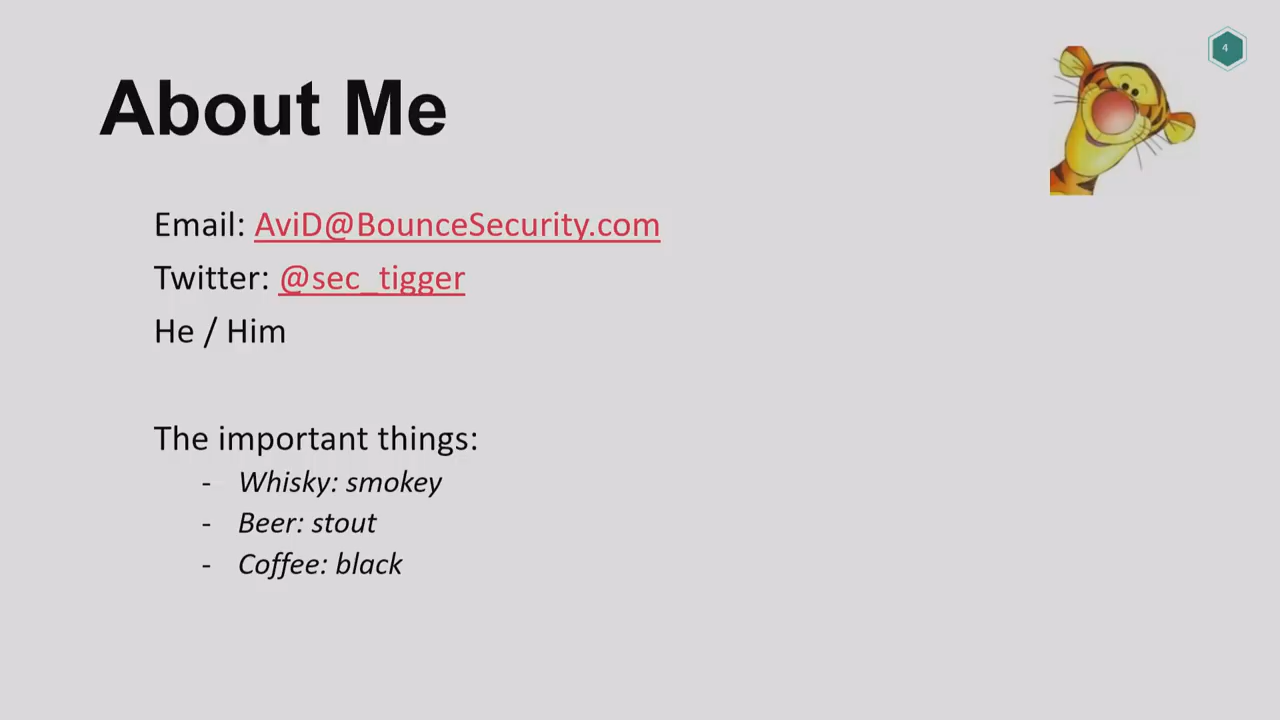 4
About Me
Email: AviD@BounceSecurity.com
Twitter: @sec_tigger
He / Him
The important things:
- Whisky: smokey
- Beer: stout
- Coffee: black